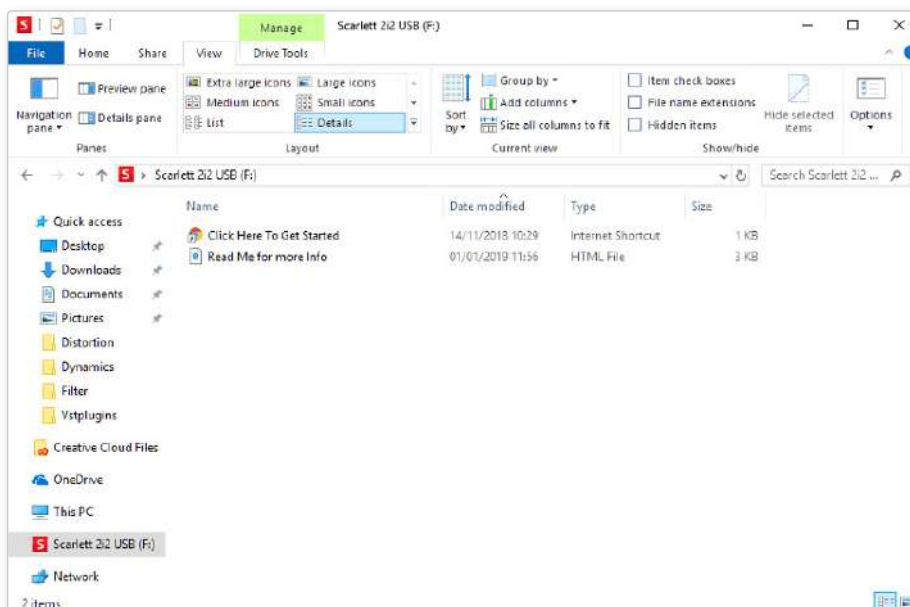 S
Manage
Scarlett 2i2 USB (F:)
File Home Share View Drive Tools
Navigation pane
Preview pane
Details pane
Panes
Extra large icons Large icons
Medium icons Small icons
List Details
Layout
Sort by
Group by
Add columns
Size all columns to fit
Current view
Item check boxes
File name extensions
Hidden items
Hide selected items
Show/hide
Options
S Scarlett 2i2 USB (F:)
Search Scarlett 2i2 ...
Name Date modified Type Size
Click Here To Get Started 14/11/2018 10:29 Internet Shortcut 1 KB
Read Me for more Info 01/01/2019 11:56 HTML File 3 KB
Quick access
Desktop
Downloads
Documents
Pictures
Distortion
Dynamics
Filter
Vstplugins
Creative Cloud Files
OneDrive
This PC
S Scarlett 2i2 USB (F:)
Network
2 items